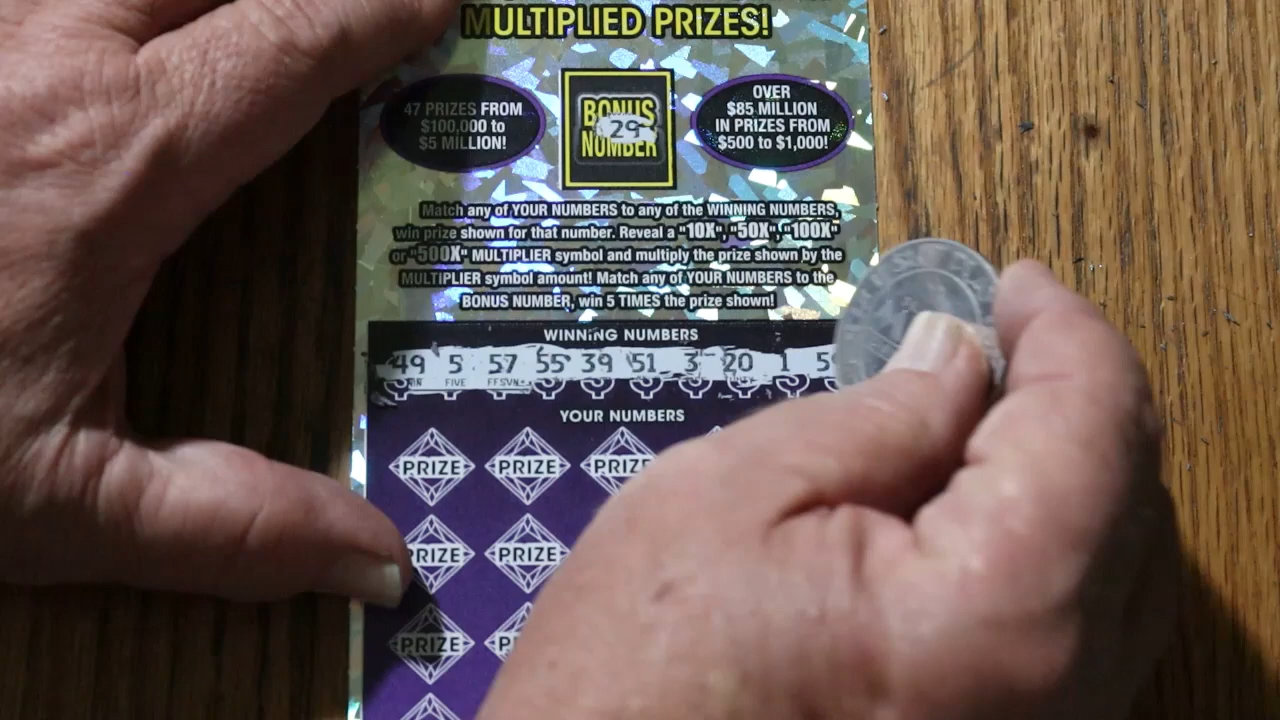 MULTIPLIED PRIZES!
47 PRIZES FROM
$100,000 to
$5 MILLION!
BONUS
29
NUMBER
OVER
$85 MILLION
IN PRIZES FROM
$500 to $1,000!
Match any of YOUR NUMBERS to any of the WINNING NUMBERS,
win prize shown for that number. Reveal a "10X", "50X", "100X"
or "500X" MULTIPLIER symbol and multiply the prize shown by the
MULTIPLIER symbol amount! Match any of YOUR NUMBERS to the
BONUS NUMBER, win 5 TIMES the prize shown!
WINNING NUMBERS
49 5 57 55 39 51 3 20 1
FIVE FFSVN
YOUR NUMBERS
PRIZE PRIZE PRIZE
PRIZE PRIZE
PRIZE